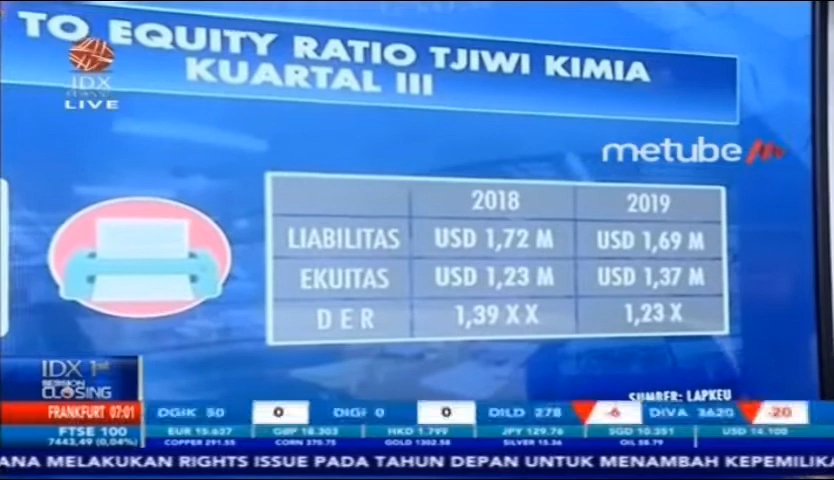 TO EQUITY RATIO TJIWI KIMIA
KUARTAL III
IDX
LIVE
metube
2018 2019
LIABILITAS USD 1,72 M USD 1,69 M
EKUITAS USD 1,23 M USD 1,37 M
D E R 1,39 X X 1,23 X
SUMBER: LAPKEU
IDX 1st
SESSION
CLOSING
FRANKFURT 07:01 DGIK 50 0 DIGI 0 0 DILD 278 -6 DIVA 3620 -20
FTSE 100 EUR 15.637 GBP 18.303 HKD 1.799 JPY 129.76 SGD 10.351 USD 14.100
7443,49 (0,04%) COPPER 291.55 CORN 370.75 GOLD 1302.58 SILVER 15.36 OIL 58.79
ANA MELAKUKAN RIGHTS ISSUE PADA TAHUN DEPAN UNTUK MENAMBAH KEPEMILIKA